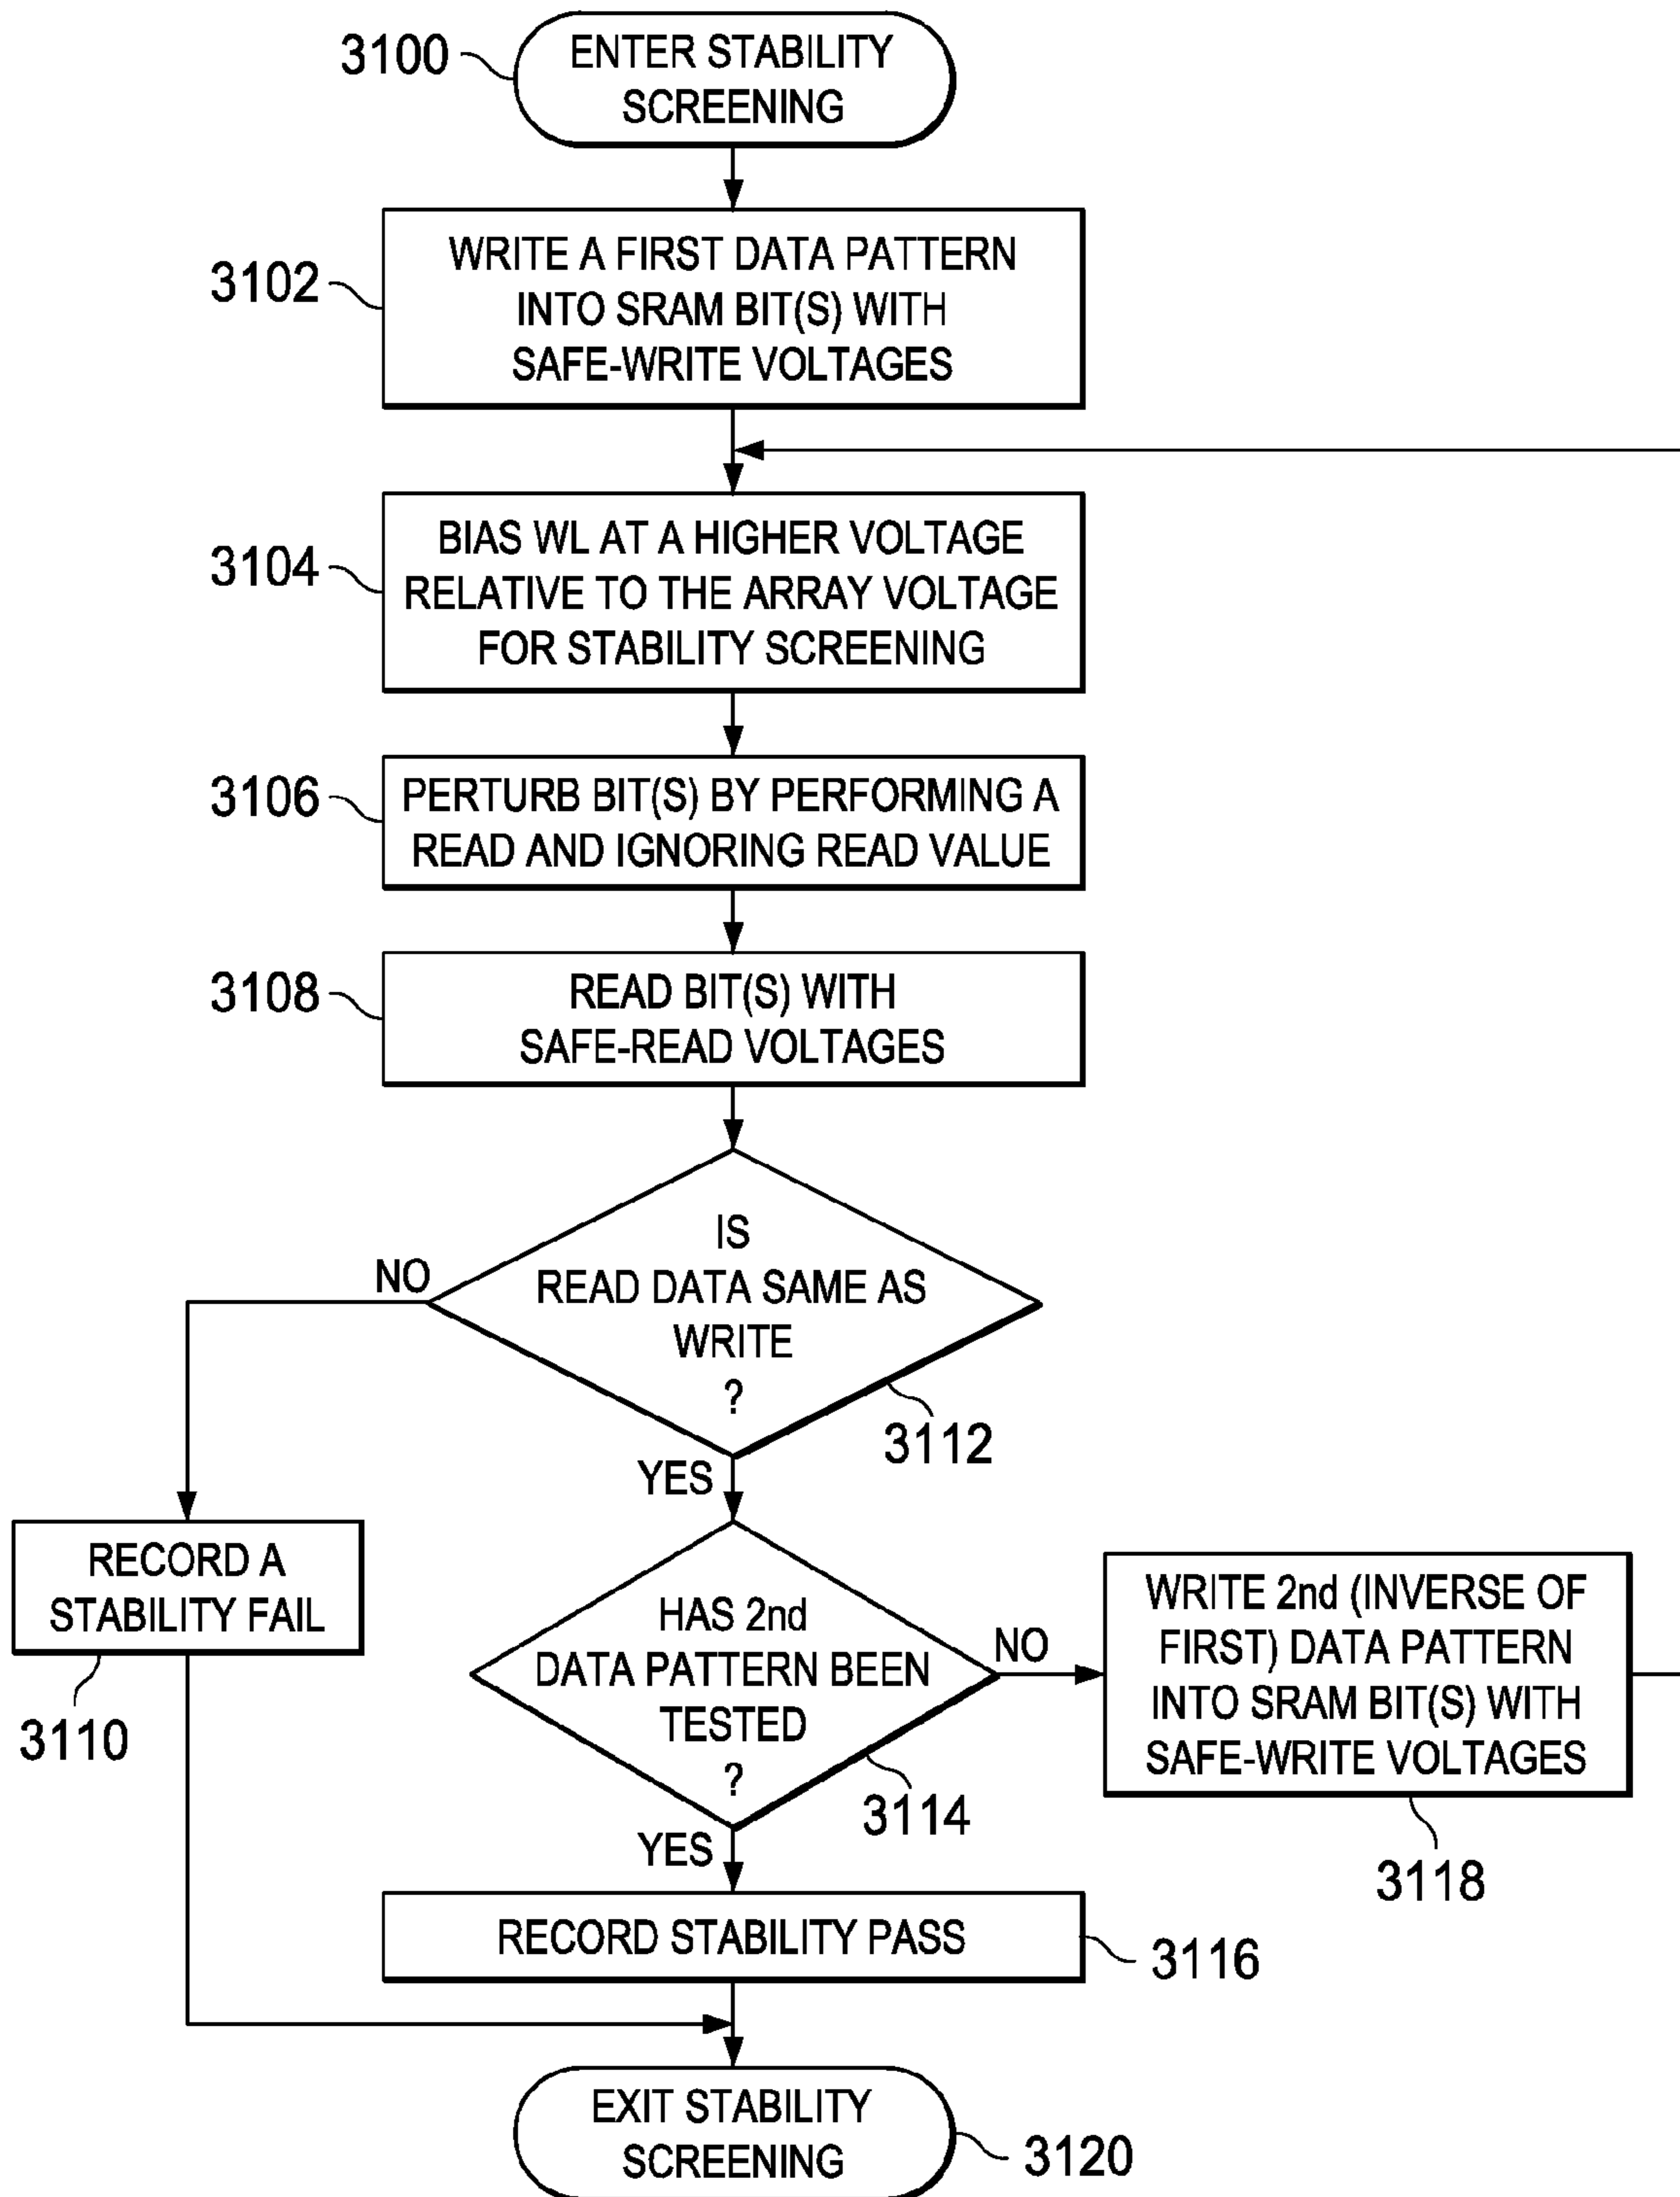 3100
ENTER STABILITY
SCREENING
3102
WRITE A FIRST DATA PATTERN
INTO SRAM BIT(S) WITH
SAFE-WRITE VOLTAGES
3104
BIAS WL AT A HIGHER VOLTAGE
RELATIVE TO THE ARRAY VOLTAGE
FOR STABILITY SCREENING
3106
PERTURB BIT(S) BY PERFORMING A
READ AND IGNORING READ VALUE
3108
READ BIT(S) WITH
SAFE-READ VOLTAGES
IS
READ DATA SAME AS
WRITE
?
NO
3112
YES
RECORD A
STABILITY FAIL
3110
HAS 2nd
DATA PATTERN BEEN
TESTED
?
NO
3114
WRITE 2nd (INVERSE OF
FIRST) DATA PATTERN
INTO SRAM BIT(S) WITH
SAFE-WRITE VOLTAGES
3118
YES
RECORD STABILITY PASS
3116
EXIT STABILITY
SCREENING
3120